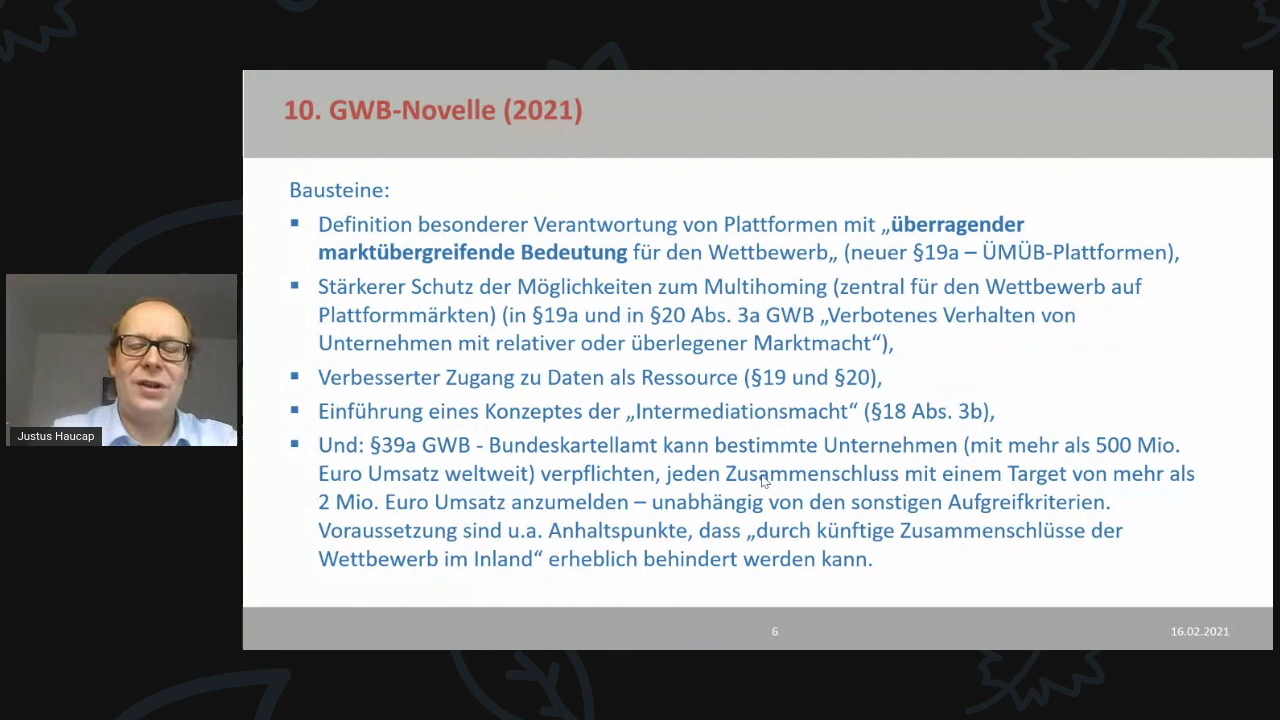 10. GWB-Novelle (2021)
Bausteine:
▪ Definition besonderer Verantwortung von Plattformen mit „überragender
marktübergreifende Bedeutung für den Wettbewerb„ (neuer §19a – ÜMÜB-Plattformen),
▪ Stärkerer Schutz der Möglichkeiten zum Multihoming (zentral für den Wettbewerb auf
Plattformmärkten) (in §19a und in §20 Abs. 3a GWB „Verbotenes Verhalten von
Unternehmen mit relativer oder überlegener Marktmacht“),
▪ Verbesserter Zugang zu Daten als Ressource (§19 und §20),
▪ Einführung eines Konzeptes der „Intermediationsmacht“ (§18 Abs. 3b),
▪ Und: §39a GWB - Bundeskartellamt kann bestimmte Unternehmen (mit mehr als 500 Mio.
Euro Umsatz weltweit) verpflichten, jeden Zusammenschluss mit einem Target von mehr als
2 Mio. Euro Umsatz anzumelden – unabhängig von den sonstigen Aufgreifkriterien.
Voraussetzung sind u.a. Anhaltspunkte, dass „durch künftige Zusammenschlüsse der
Wettbewerb im Inland“ erheblich behindert werden kann.
Justus Haucap
6
16.02.2021